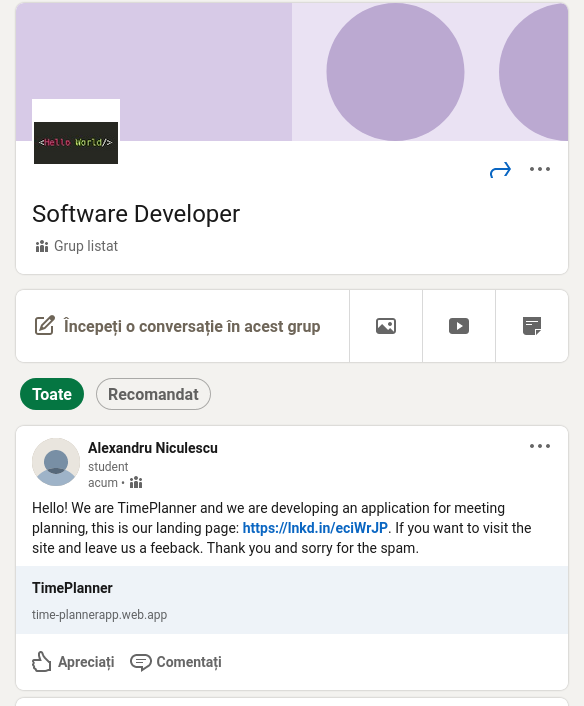 <Hello World/>
Software Developer
Grup listat
Începeți o conversație în acest grup
Toate
Recomandat
Alexandru Niculescu
student
acum •
Hello! We are TimePlanner and we are developing an application for meeting
planning, this is our landing page: https://lnkd.in/eciWrJP. If you want to visit the
site and leave us a feeback. Thank you and sorry for the spam.
TimePlanner
time-plannerapp.web.app
Apreciați
Comentați